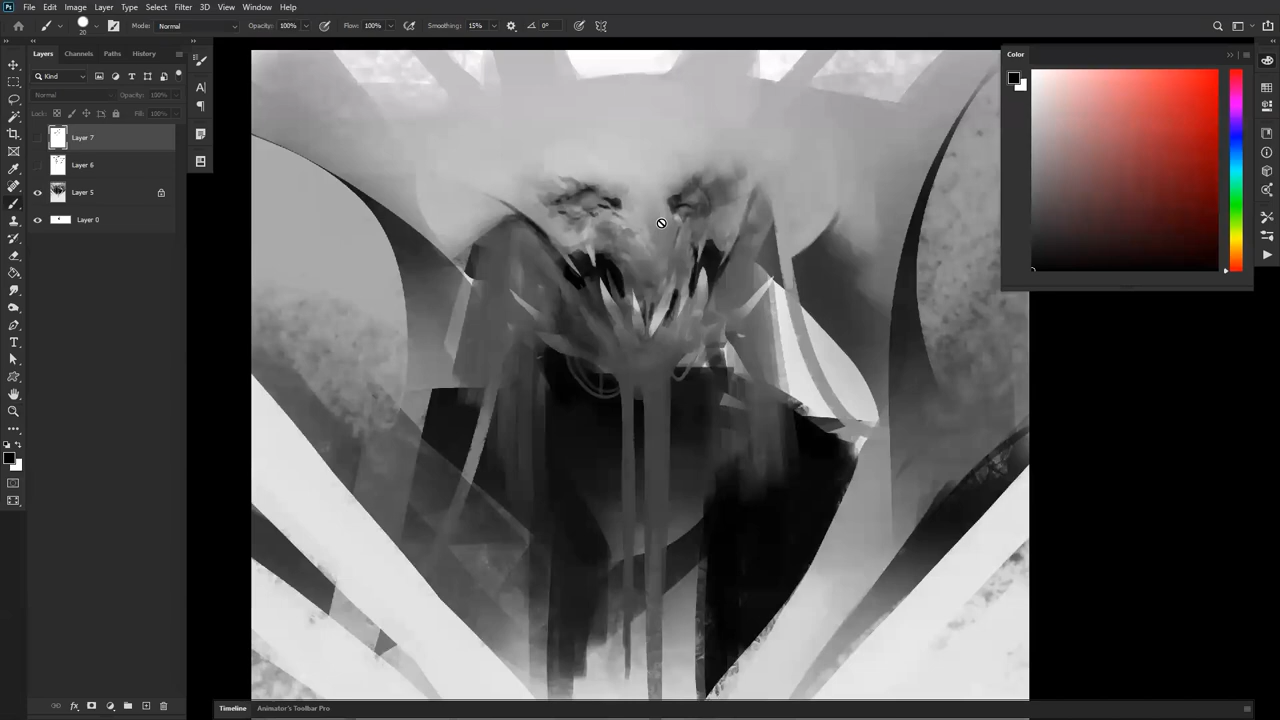 Ps File Edit Image Layer Type Select Filter 3D View Window Help
Mode: Normal Opacity: 100% Flow: 100% Smoothing: 15% 0°
20
Layers Channels Paths History
Kind
Normal Opacity: 100%
Lock: Fill: 100%
Layer 7
Layer 6
Layer 5
Layer 0
Color
Timeline Animator's Toolbar Pro